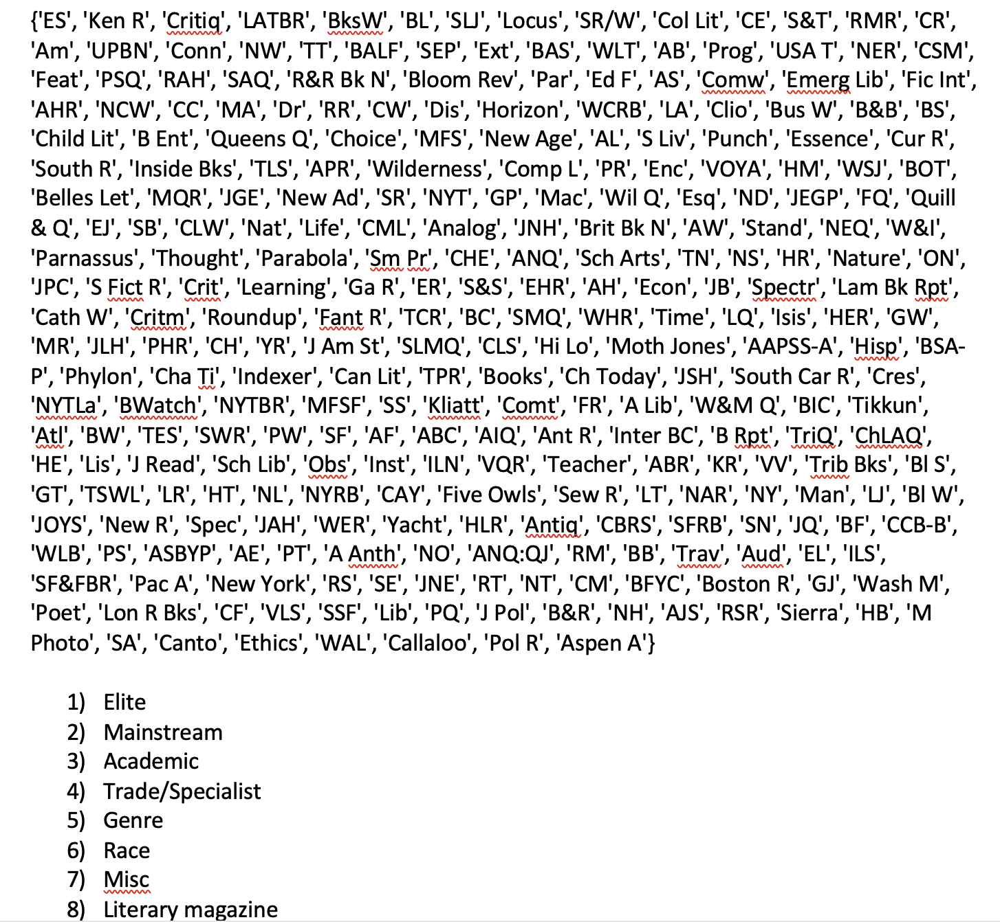 {'ES', 'Ken R', 'Critiq', 'LATBR', 'BksW', 'BL', 'SLJ', 'Locus', 'SR/W', 'Col Lit', 'CE', 'S&T', 'RMR', 'CR',
'Am', 'UPBN', 'Conn', 'NW', 'TT', 'BALF', 'SEP', 'Ext', 'BAS', 'WLT', 'AB', 'Prog', 'USA T', 'NER', 'CSM',
'Feat', 'PSQ', 'RAH', 'SAQ', 'R&R Bk N', 'Bloom Rev', 'Par', 'Ed F', 'AS', 'Comw', 'Emerg Lib', 'Fic Int',
'AHR', 'NCW', 'CC', 'MA', 'Dr', 'RR', 'CW', 'Dis', 'Horizon', 'WCRB', 'LA', 'Clio', 'Bus W', 'B&B', 'BS',
'Child Lit', 'B Ent', 'Queens Q', 'Choice', 'MFS', 'New Age', 'AL', 'S Liv', 'Punch', 'Essence', 'Cur R',
'South R', 'Inside Bks', 'TLS', 'APR', 'Wilderness', 'Comp L', 'PR', 'Enc', 'VOYA', 'HM', 'WSJ', 'BOT',
'Belles Let', 'MQR', 'JGE', 'New Ad', 'SR', 'NYT', 'GP', 'Mac', 'Wil Q', 'Esq', 'ND', 'JEGP', 'FQ', 'Quill
& Q', 'EJ', 'SB', 'CLW', 'Nat', 'Life', 'CML', 'Analog', 'JNH', 'Brit Bk N', 'AW', 'Stand', 'NEQ', 'W&I',
'Parnassus', 'Thought', 'Parabola', 'Sm Pr', 'CHE', 'ANQ', 'Sch Arts', 'TN', 'NS', 'HR', 'Nature', 'ON',
'JPC', 'S Fict R', 'Crit', 'Learning', 'Ga R', 'ER', 'S&S', 'EHR', 'AH', 'Econ', 'JB', 'Spectr', 'Lam Bk Rpt',
'Cath W', 'Critm', 'Roundup', 'Fant R', 'TCR', 'BC', 'SMQ', 'WHR', 'Time', 'LQ', 'Isis', 'HER', 'GW',
'MR', 'JLH', 'PHR', 'CH', 'YR', 'J Am St', 'SLMQ', 'CLS', 'Hi Lo', 'Moth Jones', 'AAPSS-A', 'Hisp', 'BSA-
P', 'Phylon', 'Cha Ti', 'Indexer', 'Can Lit', 'TPR', 'Books', 'Ch Today', 'JSH', 'South Car R', 'Cres',
'NYTLa', 'BWatch', 'NYTBR', 'MFSF', 'SS', 'Kliatt', 'Comt', 'FR', 'A Lib', 'W&M Q', 'BIC', 'Tikkun',
'Atl', 'BW', 'TES', 'SWR', 'PW', 'SF', 'AF', 'ABC', 'AIQ', 'Ant R', 'Inter BC', 'B Rpt', 'TriQ', 'ChLAQ',
'HE', 'Lis', 'J Read', 'Sch Lib', 'Obs', 'Inst', 'ILN', 'VQR', 'Teacher', 'ABR', 'KR', 'VV', 'Trib Bks', 'Bl S',
'GT', 'TSWL', 'LR', 'HT', 'NL', 'NYRB', 'CAY', 'Five Owls', 'Sew R', 'LT', 'NAR', 'NY', 'Man', 'LJ', 'Bl W',
'JOYS', 'New R', 'Spec', 'JAH', 'WER', 'Yacht', 'HLR', 'Antiq', 'CBRS', 'SFRB', 'SN', 'JQ', 'BF', 'CCB-B',
'WLB', 'PS', 'ASBYP', 'AE', 'PT', 'A Anth', 'NO', 'ANQ:QJ', 'RM', 'BB', 'Trav', 'Aud', 'EL', 'ILS',
'SF&FBR', 'Pac A', 'New York', 'RS', 'SE', 'JNE', 'RT', 'NT', 'CM', 'BFYC', 'Boston R', 'GJ', 'Wash M',
'Poet', 'Lon R Bks', 'CF', 'VLS', 'SSF', 'Lib', 'PQ', 'J Pol', 'B&R', 'NH', 'AJS', 'RSR', 'Sierra', 'HB', 'M
Photo', 'SA', 'Canto', 'Ethics', 'WAL', 'Callaloo', 'Pol R', 'Aspen A'}
1) Elite
2) Mainstream
3) Academic
4) Trade/Specialist
5) Genre
6) Race
7) Misc
8) Literary magazine